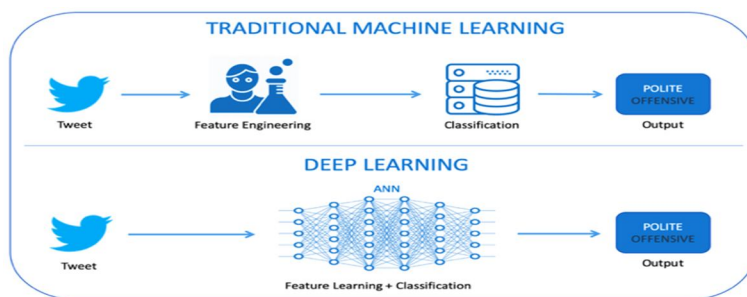 TRADITIONAL MACHINE LEARNING
Tweet
Feature Engineering
Classification
POLITE
OFFENSIVE
Output
DEEP LEARNING
ANN
Tweet
Feature Learning + Classification
POLITE
OFFENSIVE
Output